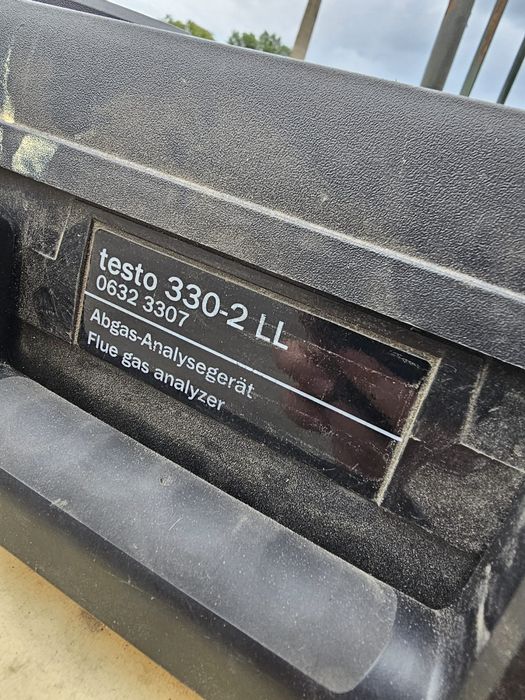 testo 330-2 LL
0632 3307
Abgas-Analysegerät
Flue gas analyzer